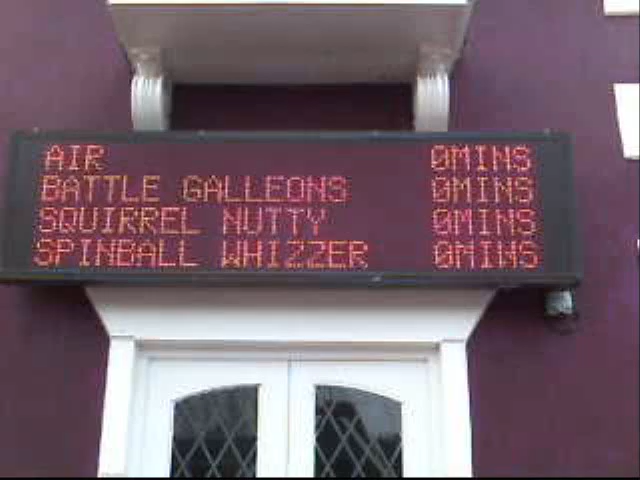 AIR 0MINS
BATTLE GALLEONS 0MINS
SQUIRREL NUTTY 0MINS
SPINBALL WHIZZER 0MINS